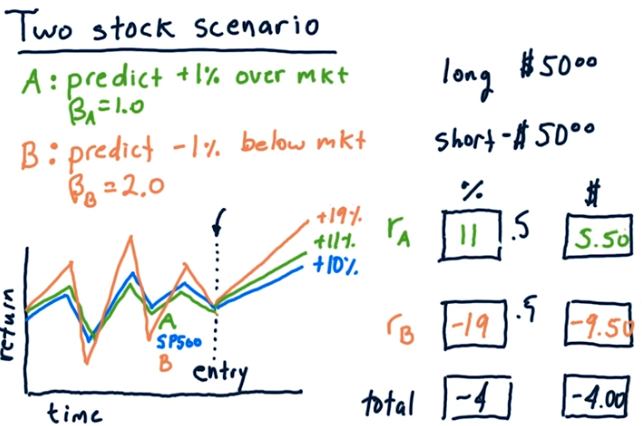 Two stock scenario
A: predict +1% over mkt
βA = 1.0
B: predict -1% below mkt
βB = 2.0
long $50⁰⁰
short -$50⁰⁰
+19%
+11%
+10%
A
SP500
B
entry
return
time
% $
rA 11 .5 5.50
rB -19 .5 -9.50
total -4 -4.00